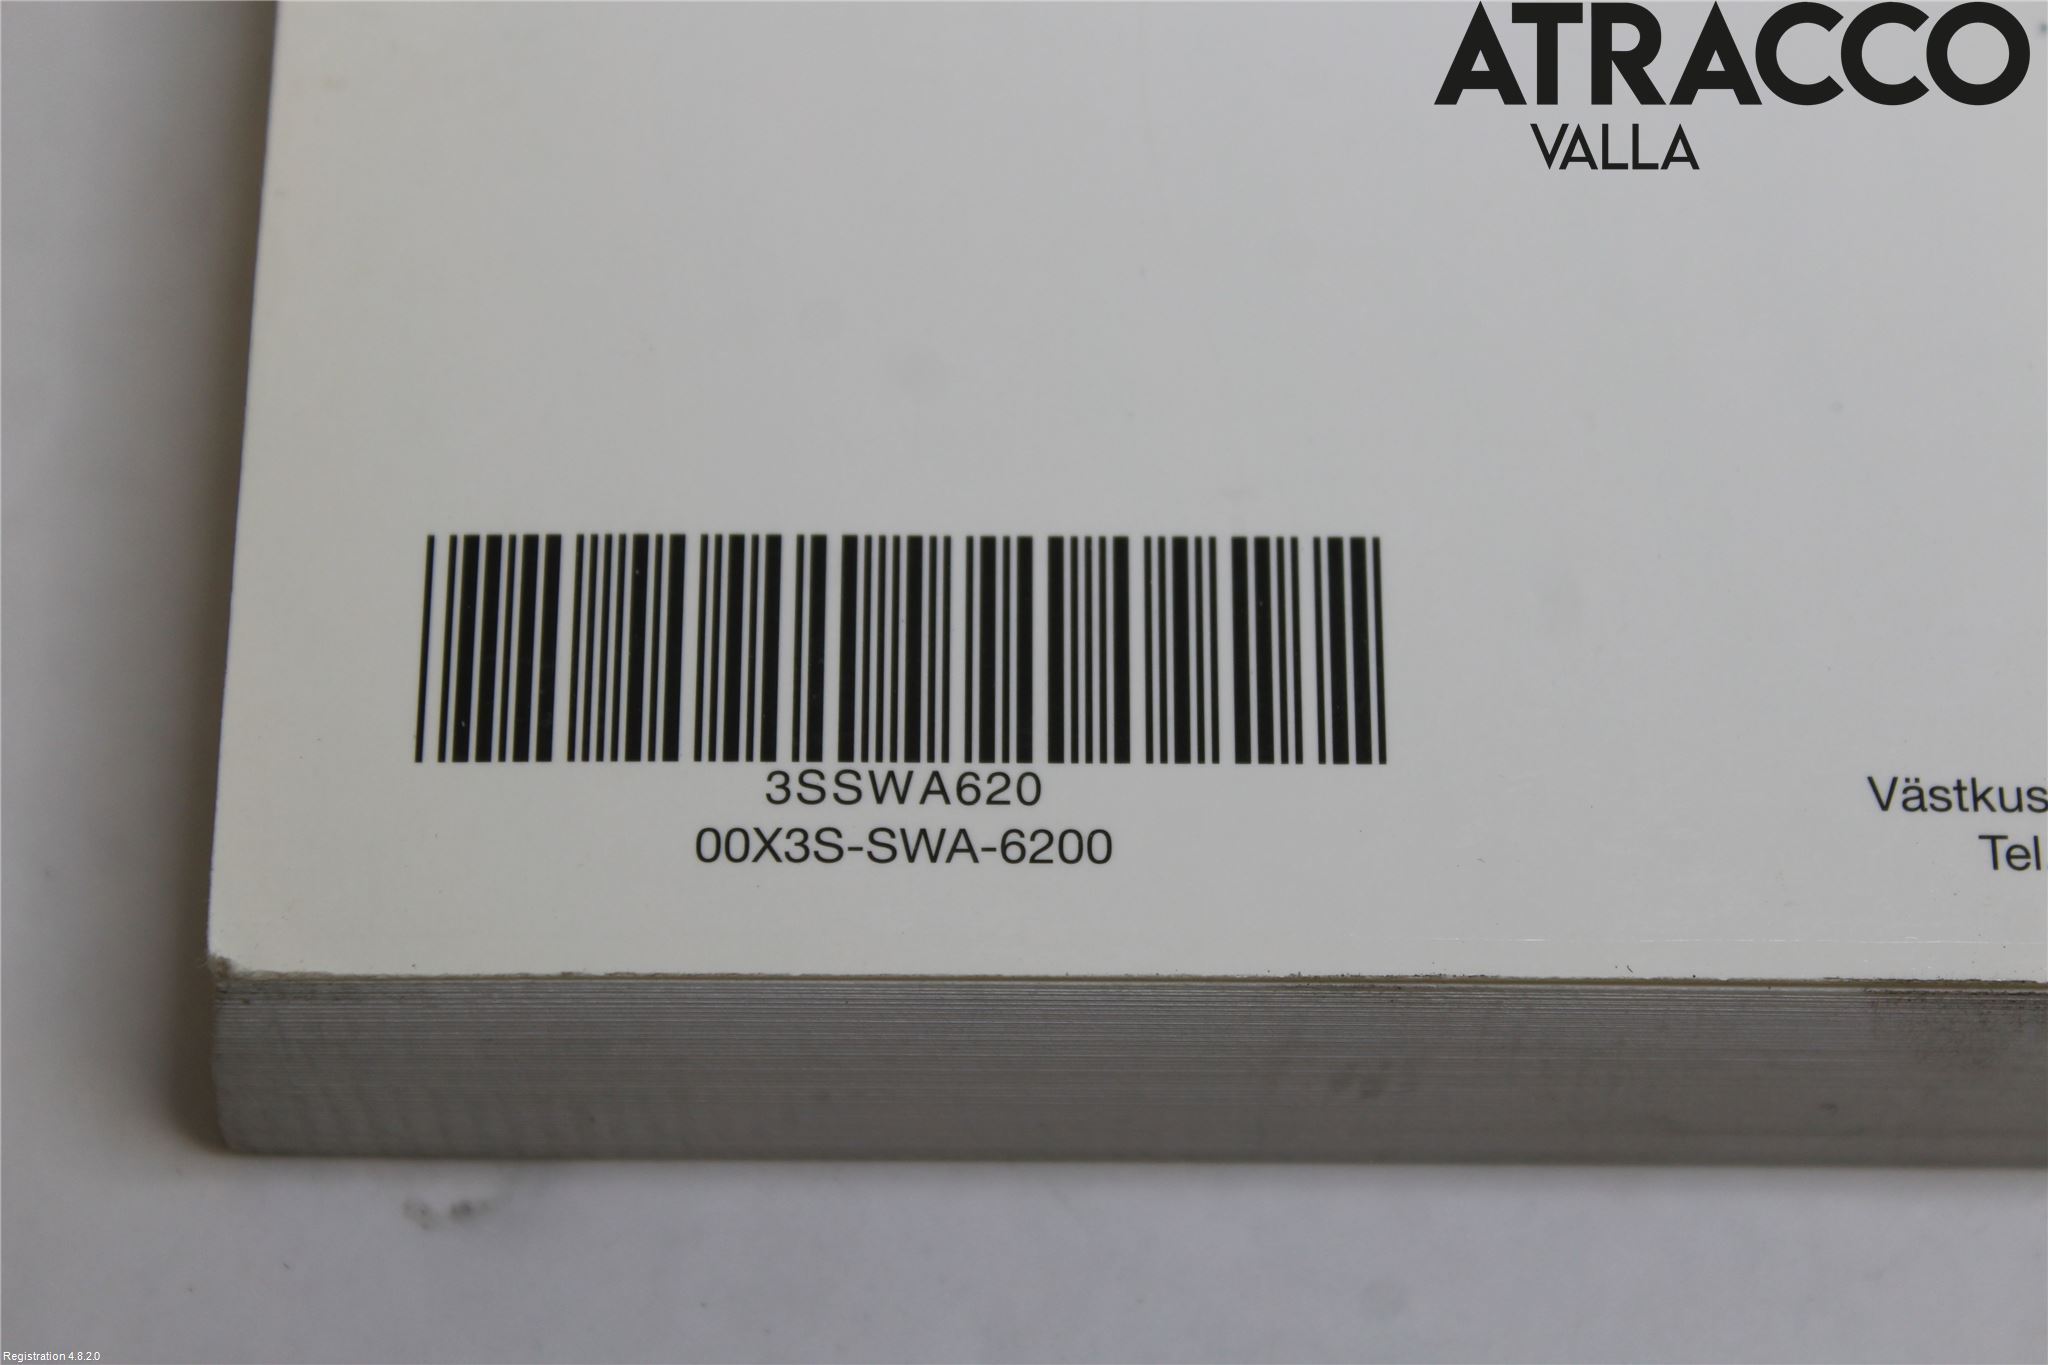 ATRACCO
VALLA
3SSWA620
00X3S-SWA-6200
Västkus
Tel.
Registration 4.8.2.0